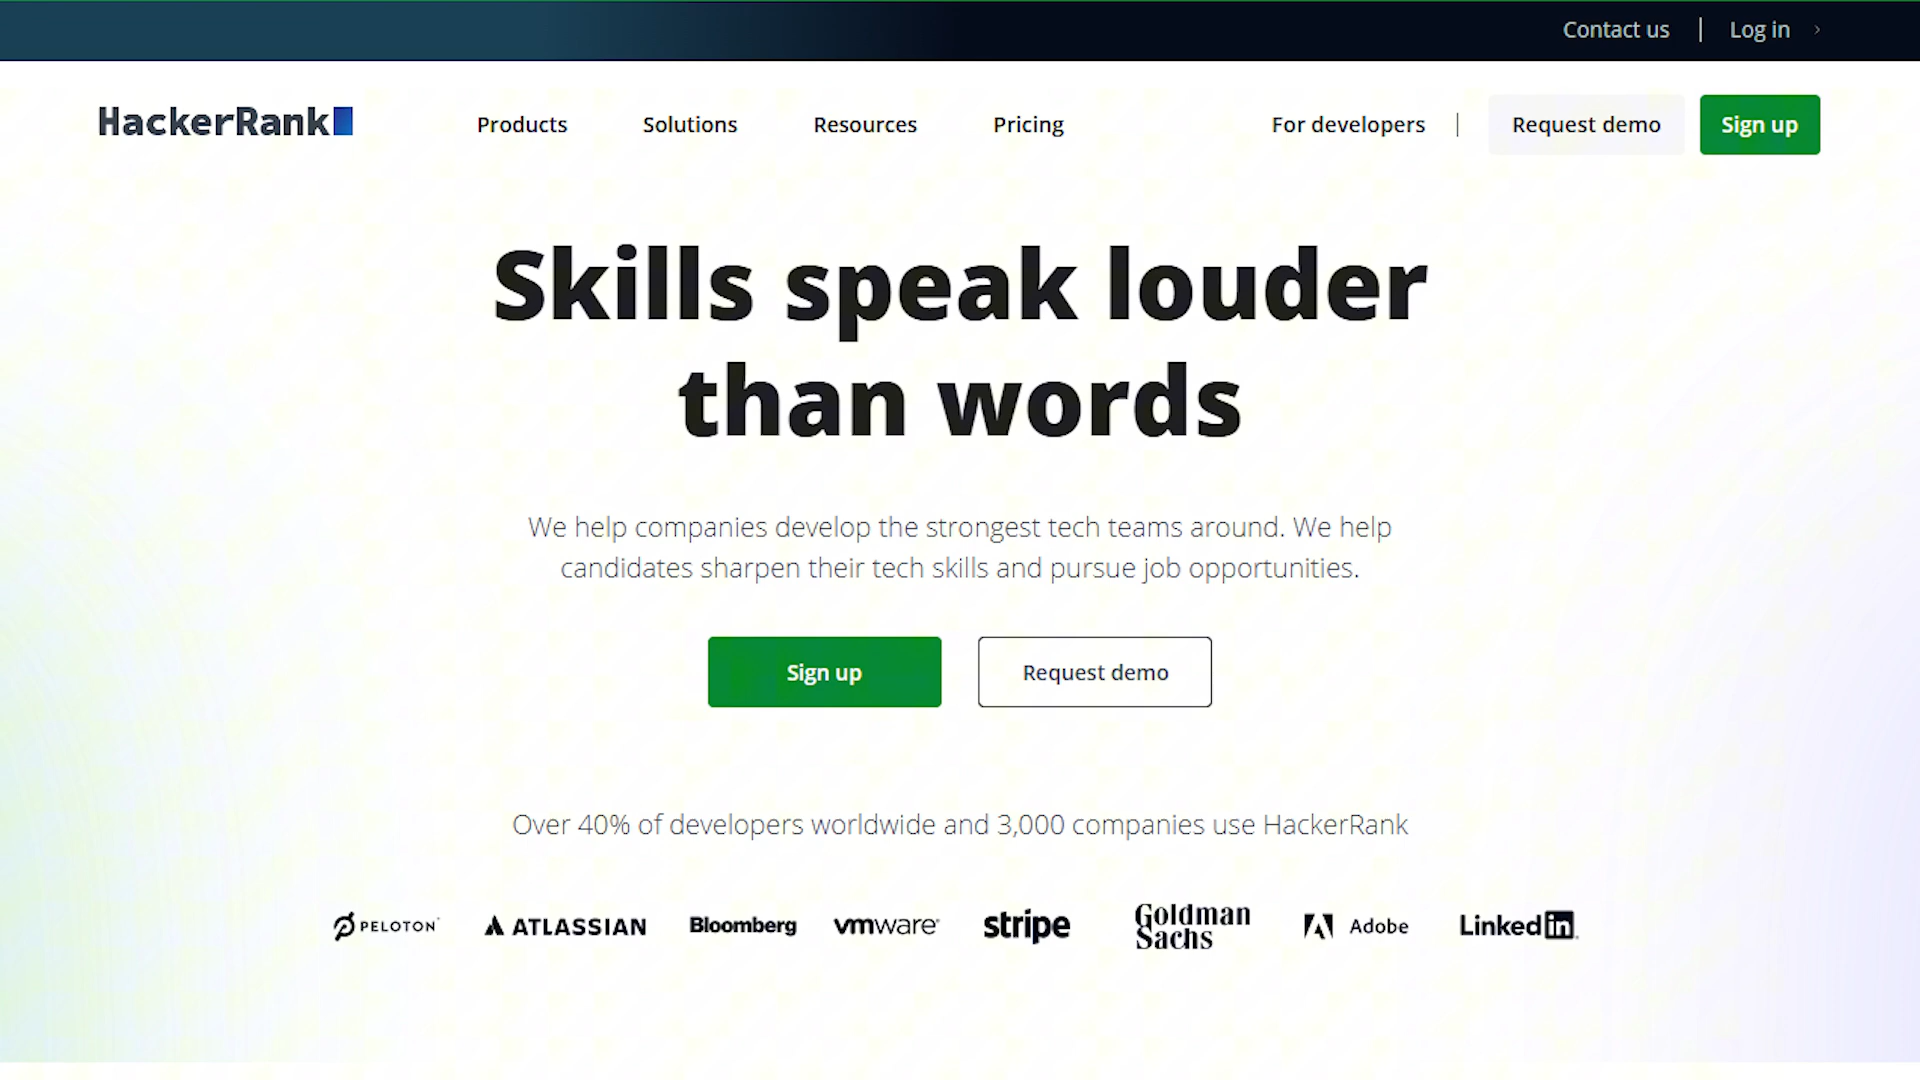 Contact us | Log in
HackerRank
Products Solutions Resources Pricing For developers | Request demo Sign up
Skills speak louder
than words
We help companies develop the strongest tech teams around. We help
candidates sharpen their tech skills and pursue job opportunities.
Sign up Request demo
Over 40% of developers worldwide and 3,000 companies use HackerRank
PELOTON ATLASSIAN Bloomberg vmware stripe Goldman Sachs Adobe Linkedin